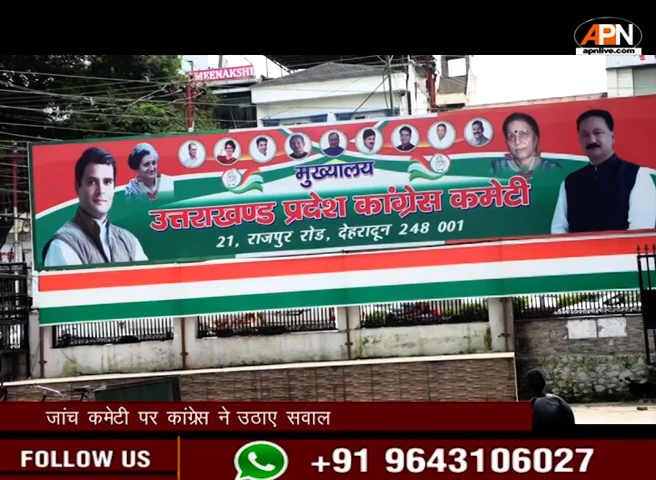 APN
apnlive.com
MEENAKSHI
मुख्यालय
उत्तराखण्ड प्रदेश कांग्रेस कमेटी
21, राजपुर रोड, देहरादून 248 001
जांच कमेटी पर कांग्रेस ने उठाए सवाल
FOLLOW US
+91 9643106027
APN